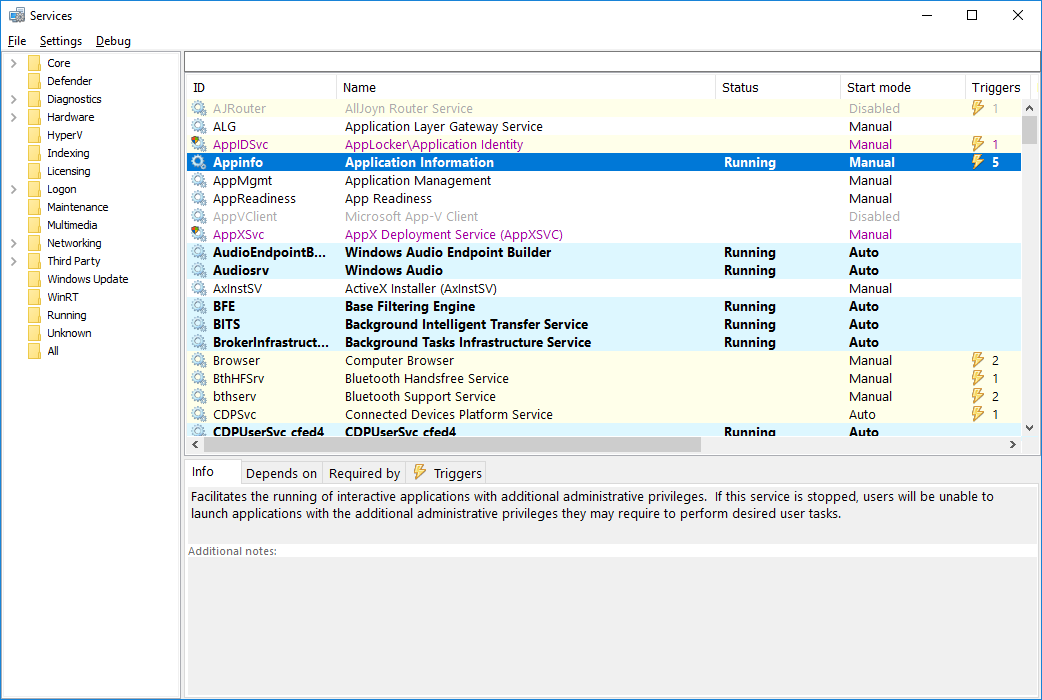 Services
File Settings Debug
Core
Defender
Diagnostics
Hardware
HyperV
Indexing
Licensing
Logon
Maintenance
Multimedia
Networking
Third Party
Windows Update
WinRT
Running
Unknown
All
ID Name Status Start mode Triggers
AJRouter AllJoyn Router Service Disabled 1
ALG Application Layer Gateway Service Manual
AppIDSvc AppLocker\Application Identity Manual 1
Appinfo Application Information Running Manual 5
AppMgmt Application Management Manual
AppReadiness App Readiness Manual
AppVClient Microsoft App-V Client Disabled
AppXSvc AppX Deployment Service (AppXSVC) Manual
AudioEndpointB... Windows Audio Endpoint Builder Running Auto
Audiosrv Windows Audio Running Auto
AxInstSV ActiveX Installer (AxInstSV) Manual
BFE Base Filtering Engine Running Auto
BITS Background Intelligent Transfer Service Running Auto
BrokerInfrastruct... Background Tasks Infrastructure Service Running Auto
Browser Computer Browser Manual 2
BthHFSrv Bluetooth Handsfree Service Manual 1
bthserv Bluetooth Support Service Manual 2
CDPSvc Connected Devices Platform Service Auto 1
CDPUserSvc_cfed4 CDPUserSvc_cfed4 Running Auto
Info Depends on Required by Triggers
Facilitates the running of interactive applications with additional administrative privileges. If this service is stopped, users will be unable to
launch applications with the additional administrative privileges they may require to perform desired user tasks.
Additional notes: